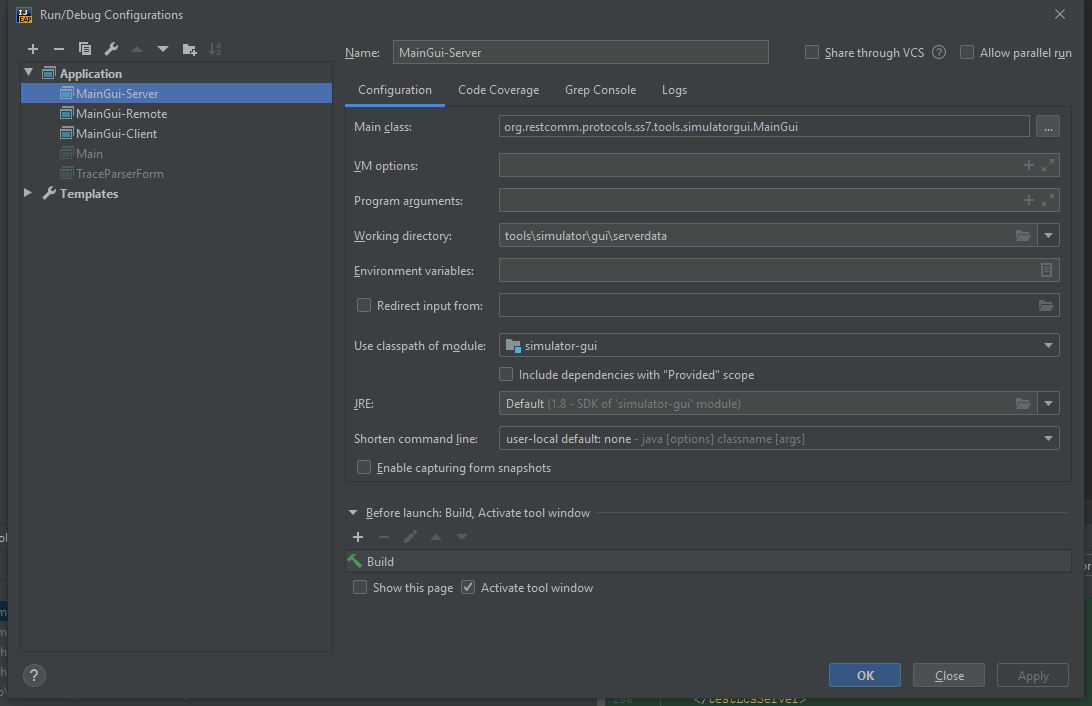 IJ
EAP
Run/Debug Configurations
Application
MainGui-Server
MainGui-Remote
MainGui-Client
Main
TraceParserForm
Templates
Name: MainGui-Server
Share through VCS ?
Allow parallel run
Configuration Code Coverage Grep Console Logs
Main class: org.restcomm.protocols.ss7.tools.simulatorgui.MainGui ...
VM options:
Program arguments:
Working directory: tools\simulator\gui\serverdata
Environment variables:
Redirect input from:
Use classpath of module: simulator-gui
Include dependencies with "Provided" scope
JRE: Default (1.8 - SDK of 'simulator-gui' module)
Shorten command line: user-local default: none - java [options] classname [args]
Enable capturing form snapshots
Before launch: Build, Activate tool window
Build
Show this page Activate tool window
? OK Close Apply
</testLcsServer>